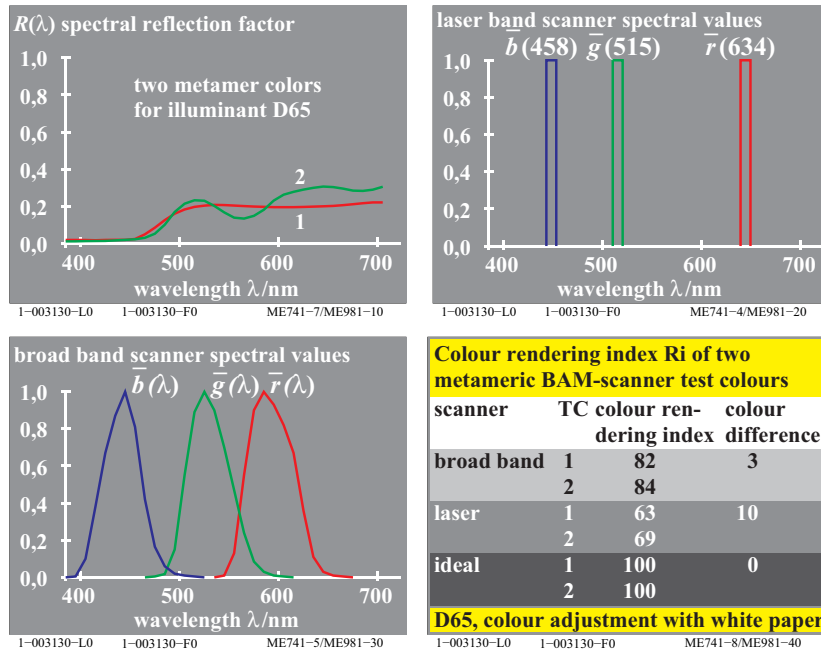 R(λ) spectral reflection factor
1,0
0,8
0,6
0,4
0,2
0,0
two metamer colors
for illuminant D65
2
1
400 500 600 700
wavelength λ/nm
1-003130-L0 1-003130-F0 ME741-7/ME981-10
laser band scanner spectral values
b̄(458) ḡ(515) r̄(634)
1,0
0,8
0,6
0,4
0,2
0,0
400 500 600 700
wavelength λ/nm
1-003130-L0 1-003130-F0 ME741-4/ME981-20
broad band scanner spectral values
b̄(λ) ḡ(λ) r̄(λ)
1,0
0,8
0,6
0,4
0,2
0,0
400 500 600 700
wavelength λ/nm
1-003130-L0 1-003130-F0 ME741-5/ME981-30
Colour rendering index Ri of two
metameric BAM-scanner test colours
scanner TC colour ren- colour
dering index difference
broad band 1 82 3
2 84
laser 1 63 10
2 69
ideal 1 100 0
2 100
D65, colour adjustment with white paper
1-003130-L0 1-003130-F0 ME741-8/ME981-40